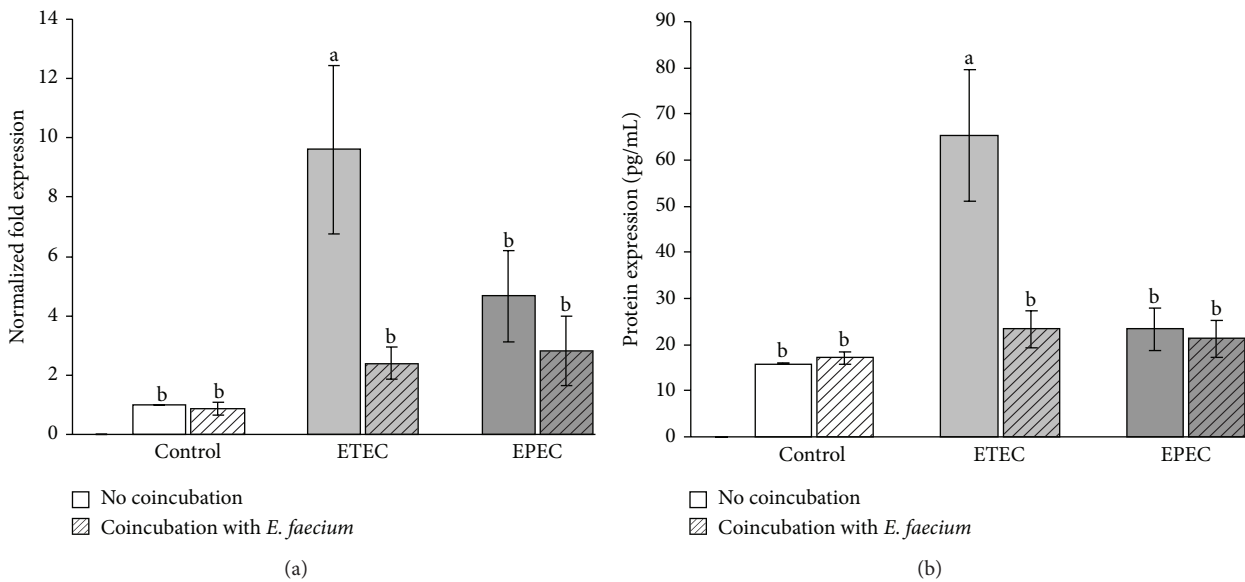 14
12
10
8
6
4
2
0
Normalized fold expression
b
b
a
b
b
b
Control
ETEC
EPEC
No coincubation
Coincubation with E. faecium
(a)
90
80
70
60
50
40
30
20
10
0
Protein expression (pg/mL)
b
b
a
b
b
b
Control
ETEC
EPEC
No coincubation
Coincubation with E. faecium
(b)